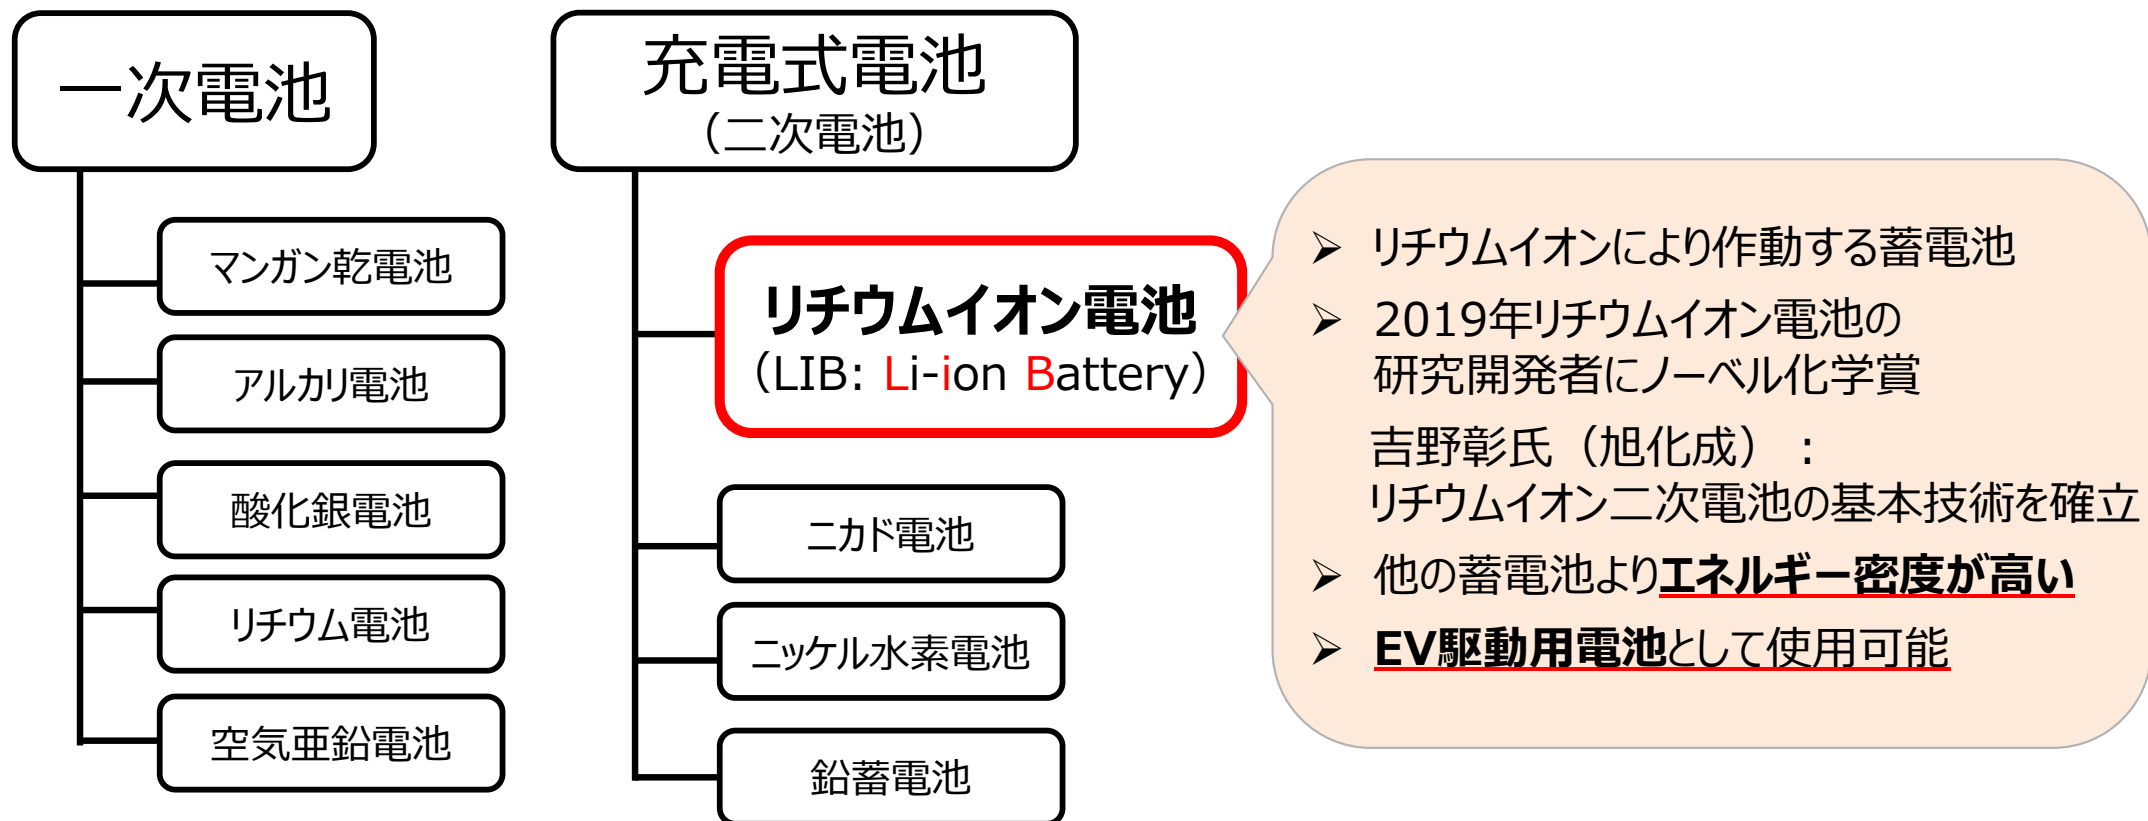 一次電池
マンガン乾電池
アルカリ電池
酸化銀電池
リチウム電池
空気亜鉛電池
充電式電池
（二次電池）
リチウムイオン電池
（LIB: Li-ion Battery）
ニカド電池
ニッケル水素電池
鉛蓄電池
➢ リチウムイオンにより作動する蓄電池
➢ 2019年リチウムイオン電池の
研究開発者にノーベル化学賞
吉野彰氏（旭化成）：
リチウムイオン二次電池の基本技術を確立
➢ 他の蓄電池よりエネルギー密度が高い
➢ EV駆動用電池として使用可能